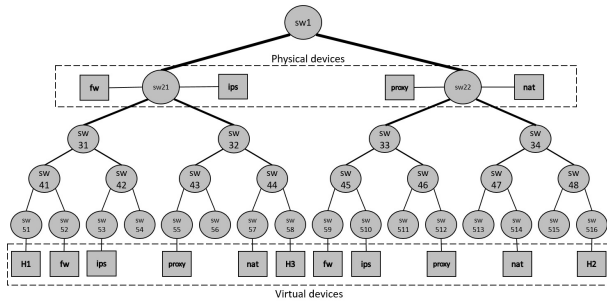 sw1
Physical devices
fw
sw21
ips
proxy
sw22
nat
sw
31
sw
32
sw
33
sw
34
sw
41
sw
42
sw
43
sw
44
sw
45
sw
46
sw
47
sw
48
sw
51
sw
52
sw
53
sw
54
sw
55
sw
56
sw
57
sw
58
sw
59
sw
510
sw
511
sw
512
sw
513
sw
514
sw
515
sw
516
H1
fw
ips
proxy
nat
H3
fw
ips
proxy
nat
H2
Virtual devices